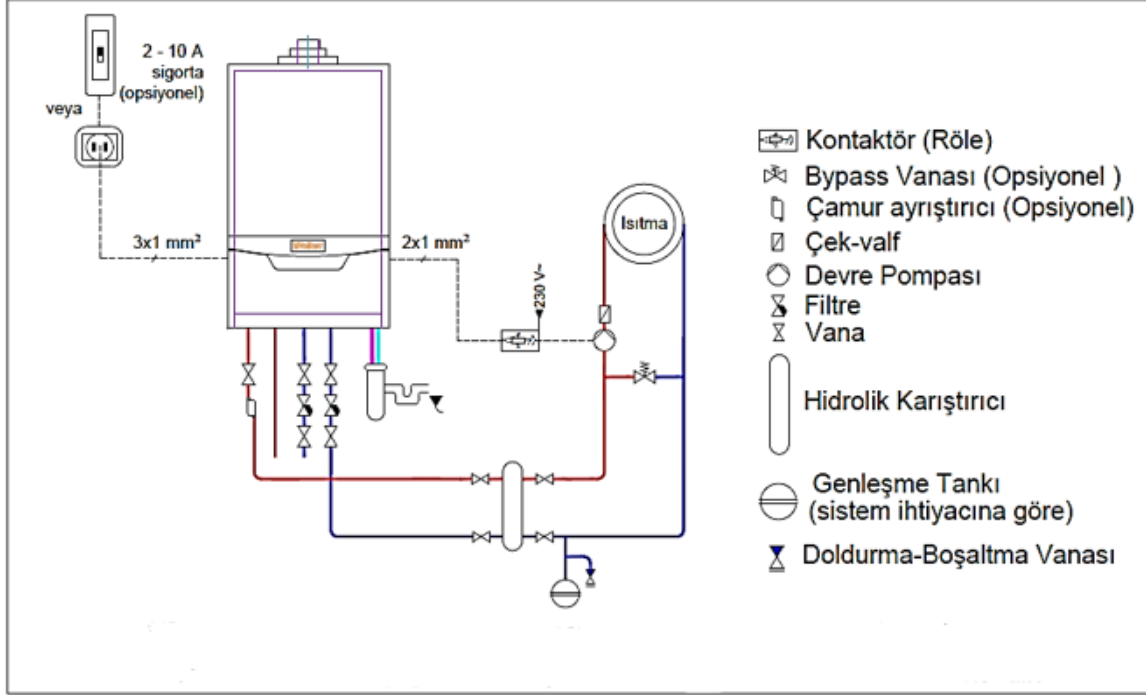 2 - 10 A
sigorta
(opsiyonel)
veya
3x1 mm²
2x1 mm²
230 V~
Isıtma
Kontaktör (Röle)
Bypass Vanası (Opsiyonel )
Çamur ayrıştırıcı (Opsiyonel)
Çek-valf
Devre Pompası
Filtre
Vana
Hidrolik Karıştırıcı
Genleşme Tankı
(sistem ihtiyacına göre)
Doldurma-Boşaltma Vanası